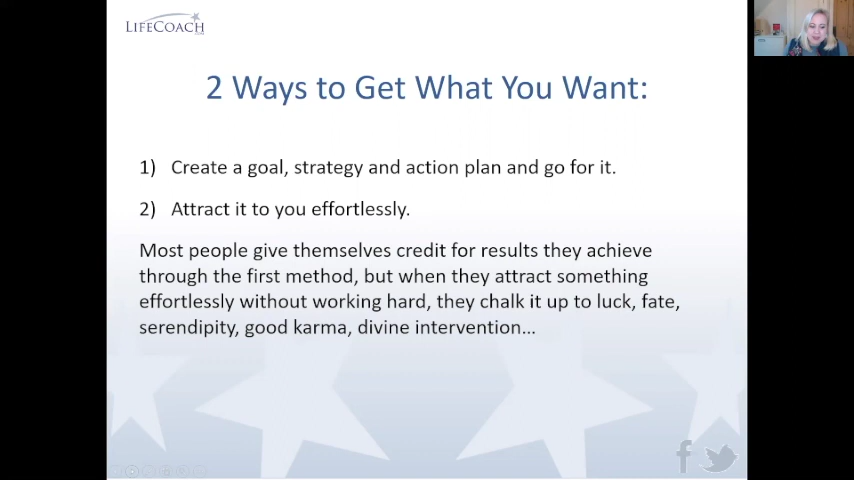 LIFECOACH
2 Ways to Get What You Want:
1) Create a goal, strategy and action plan and go for it.
2) Attract it to you effortlessly.
Most people give themselves credit for results they achieve
through the first method, but when they attract something
effortlessly without working hard, they chalk it up to luck, fate,
serendipity, good karma, divine intervention...